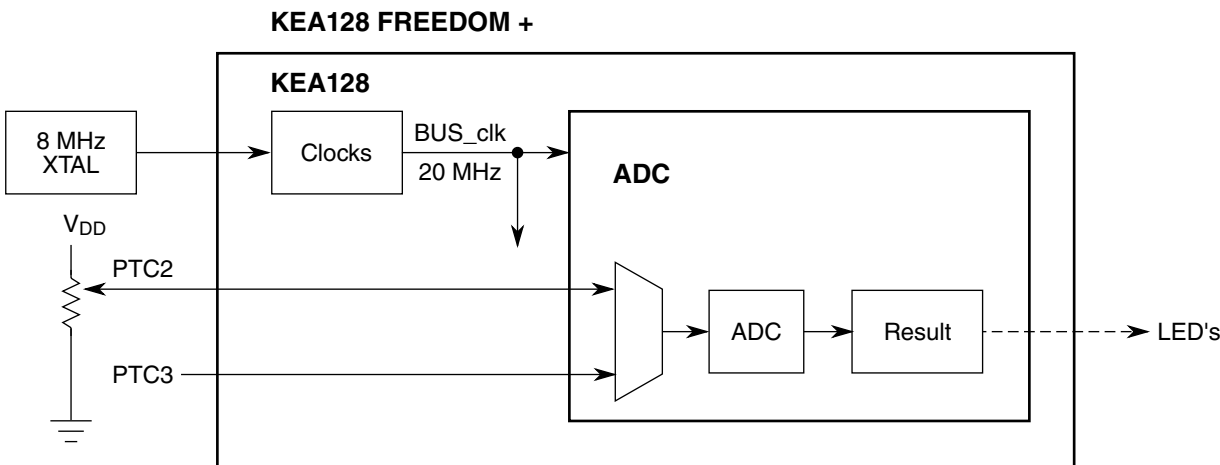 KEA128 FREEDOM +
KEA128
8 MHz
XTAL
Clocks
BUS_clk
20 MHz
ADC
VDD
PTC2
PTC3
ADC
Result
LED's